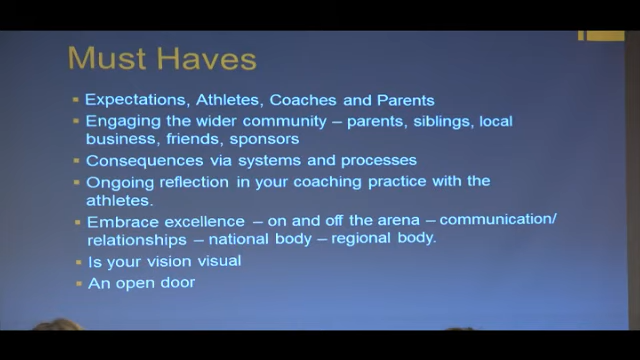 Must Haves
Expectations, Athletes, Coaches and Parents
Engaging the wider community – parents, siblings, local
business, friends, sponsors
Consequences via systems and processes
Ongoing reflection in your coaching practice with the
athletes.
Embrace excellence – on and off the arena – communication/
relationships – national body – regional body.
Is your vision visual
An open door